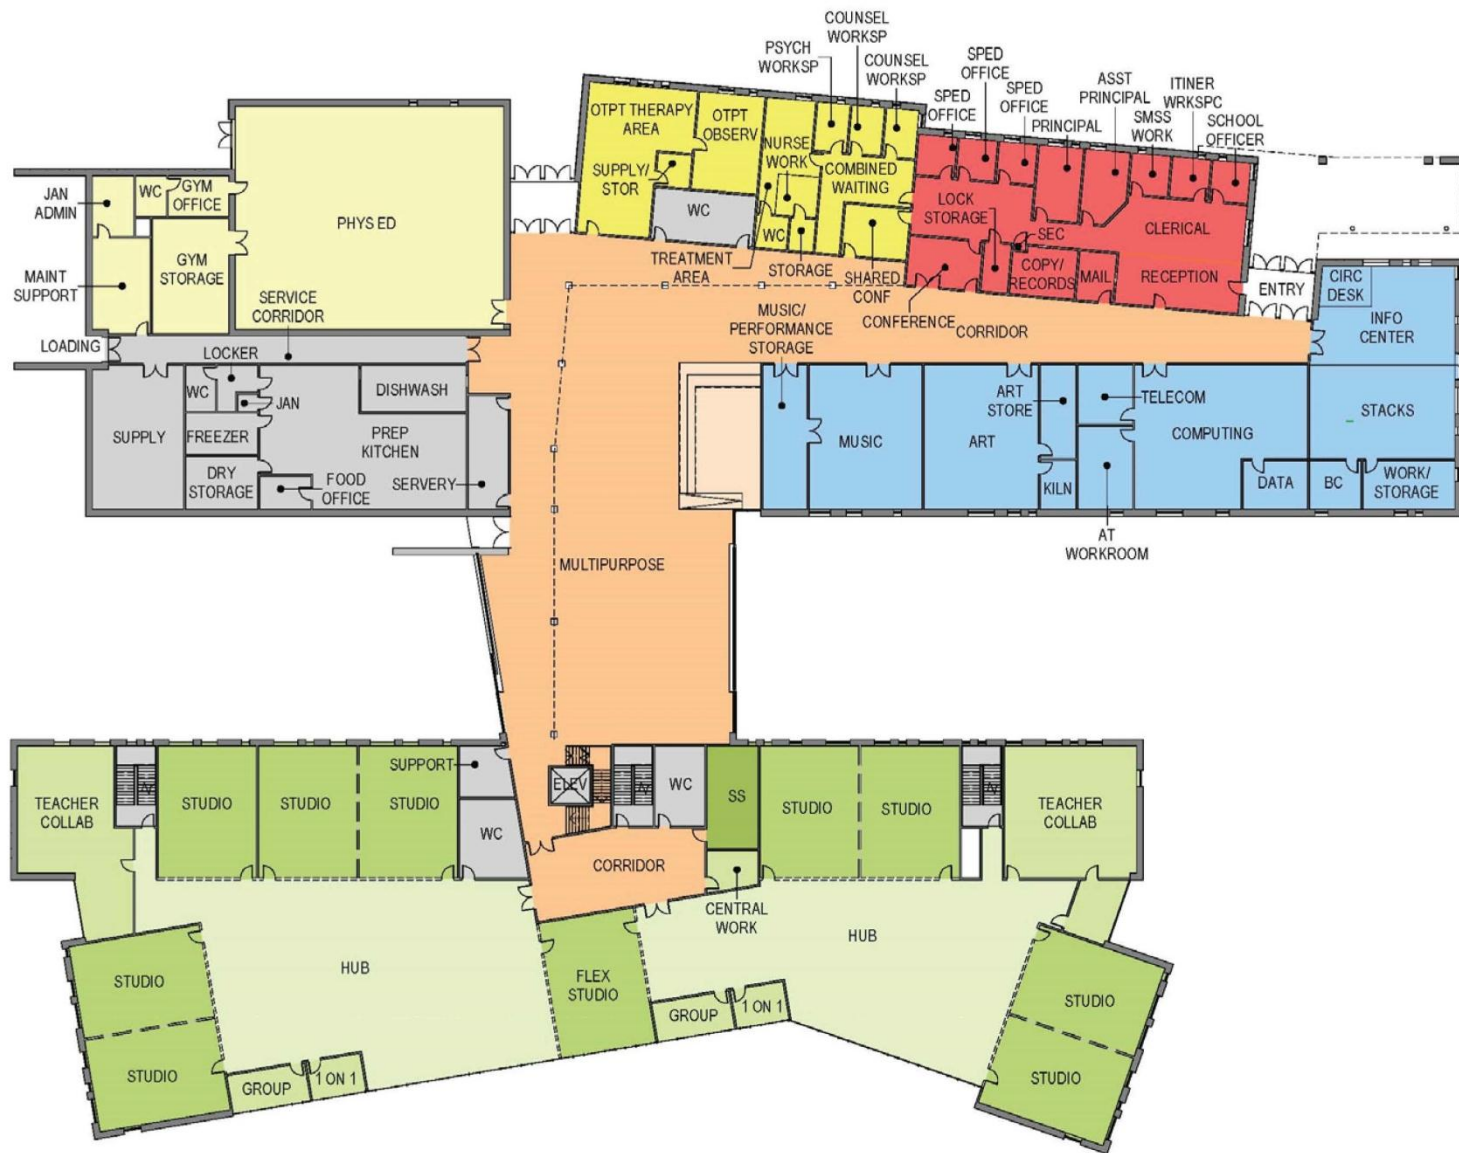 COUNSEL
WORKSP
PSYCH
WORKSP
COUNSEL
WORKSP
SPED
OFFICE
SPED
OFFICE
SPED
OFFICE
PRINCIPAL
ASST
PRINCIPAL
SMSS
WORK
ITINER
WRKSPC
SCHOOL
OFFICER
OTPT THERAPY
AREA
OTPT
OBSERV
NURSE
WORK
COMBINED
WAITING
SUPPLY/
STOR
WC
WC
TREATMENT
AREA
STORAGE
SHARED
CONF
LOCK
STORAGE
SEC
CLERICAL
COPY/
RECORDS
MAIL
RECEPTION
CONFERENCE
ENTRY
CORRIDOR
JAN
ADMIN
WC
GYM
OFFICE
PHYS ED
GYM
STORAGE
MAINT
SUPPORT
SERVICE
CORRIDOR
LOADING
LOCKER
WC
JAN
DISHWASH
SUPPLY
FREEZER
PREP
KITCHEN
DRY
STORAGE
FOOD
OFFICE
SERVERY
MUSIC/
PERFORMANCE
STORAGE
MUSIC
ART
ART
STORE
KILN
TELECOM
COMPUTING
AT
WORKROOM
DATA
BC
WORK/
STORAGE
STACKS
CIRC
DESK
INFO
CENTER
MULTIPURPOSE
TEACHER
COLLAB
STUDIO
STUDIO
STUDIO
SUPPORT
WC
ELEV
WC
SS
STUDIO
STUDIO
TEACHER
COLLAB
CORRIDOR
CENTRAL
WORK
HUB
HUB
STUDIO
STUDIO
GROUP
1 ON 1
FLEX
STUDIO
GROUP
1 ON 1
STUDIO
STUDIO